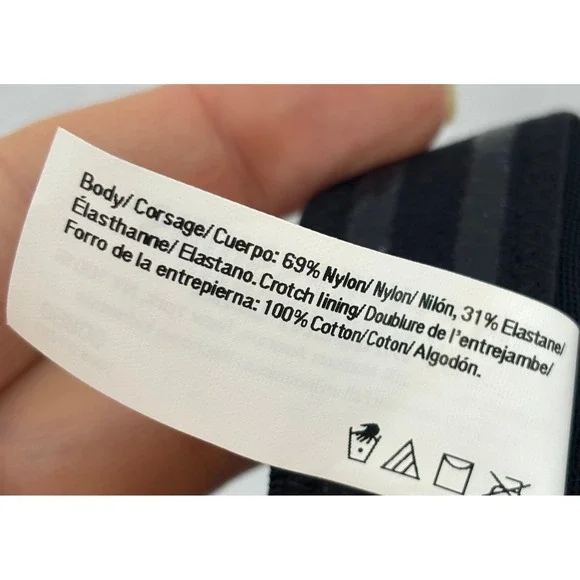 Body/ Corsage/ Cuerpo: 69% Nylon/ Nylon/ Nilón, 31% Elastane/
Élasthanne/ Elastano. Crotch lining/ Doublure de l'entrejambe/
Forro de la entrepierna: 100% Cotton/ Coton/ Algodón.